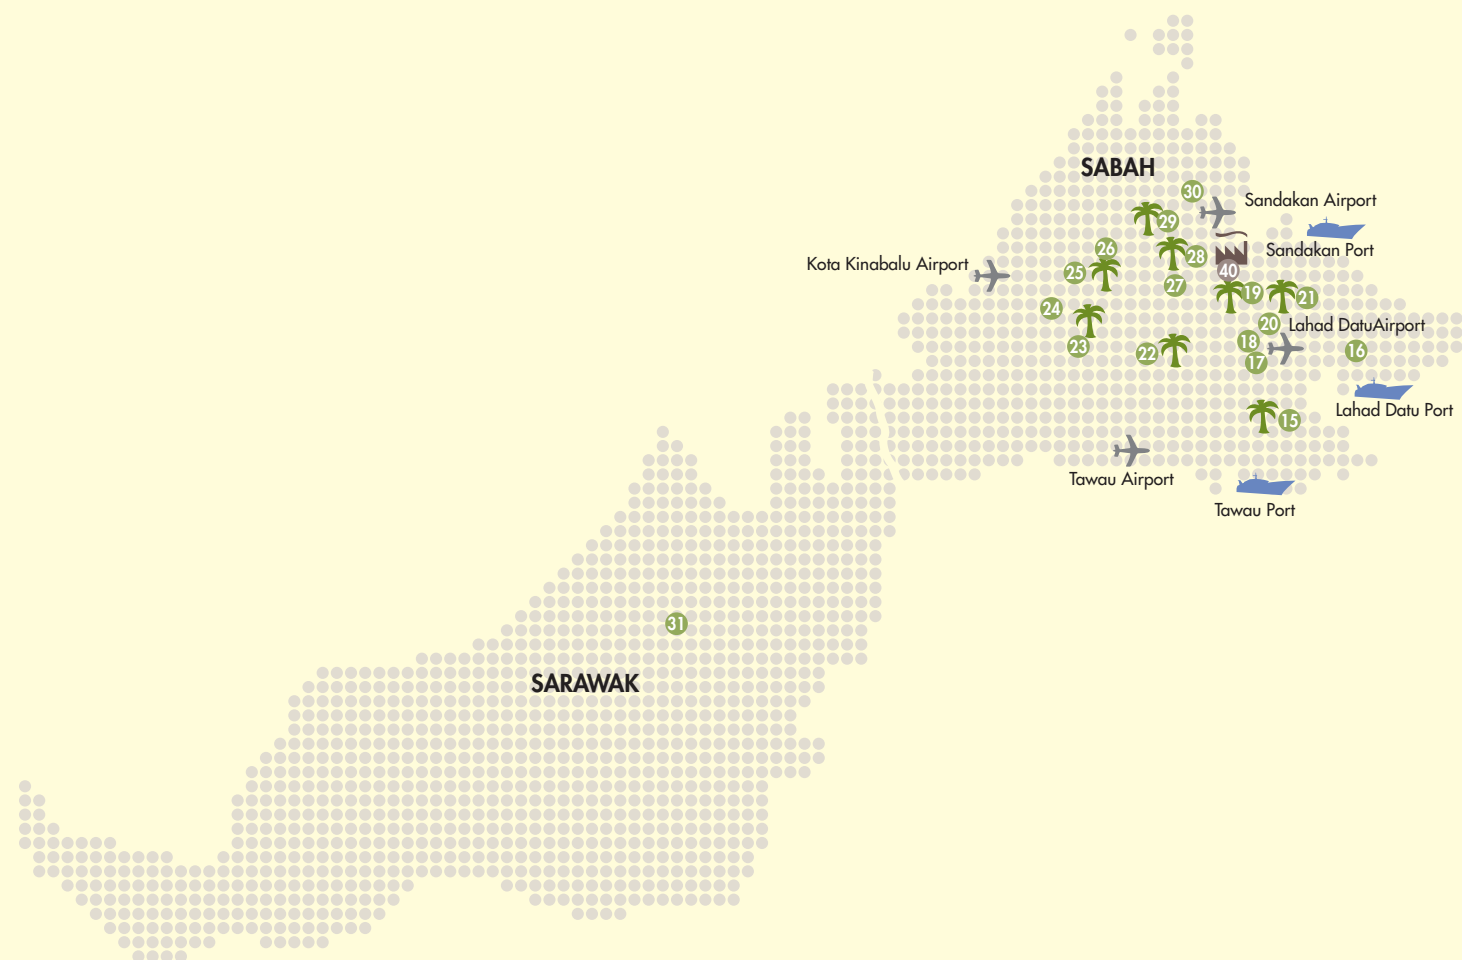 SABAH
30
Sandakan Airport
29
Sandakan Port
26
28
Kota Kinabalu Airport
25
40
27
19
21
24
20
Lahad DatuAirport
18
23
22
16
17
Lahad Datu Port
15
Tawau Airport
Tawau Port
31
SARAWAK